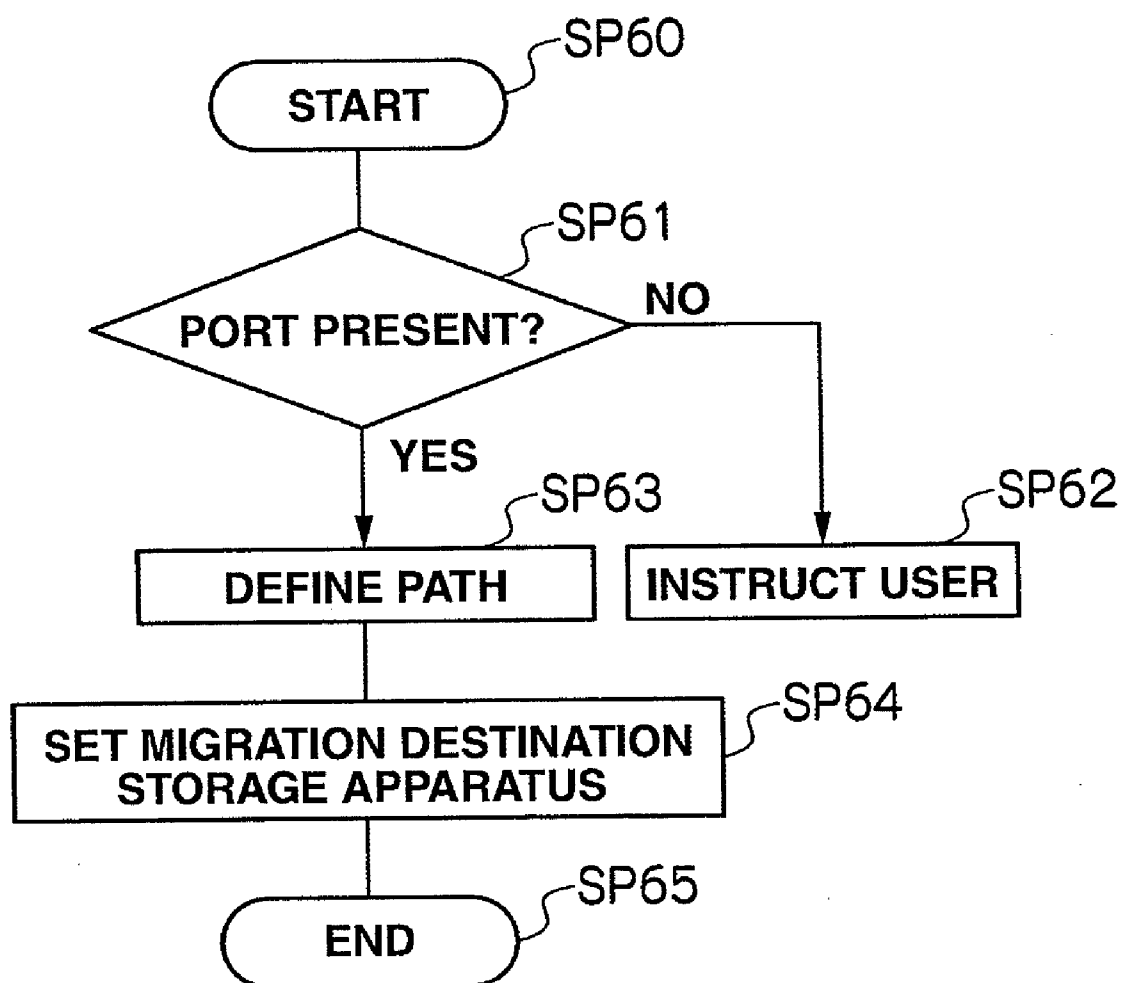 SP60
START
SP61
PORT PRESENT?
NO
YES
SP63
SP62
DEFINE PATH
INSTRUCT USER
SP64
SET MIGRATION DESTINATION
STORAGE APPARATUS
SP65
END